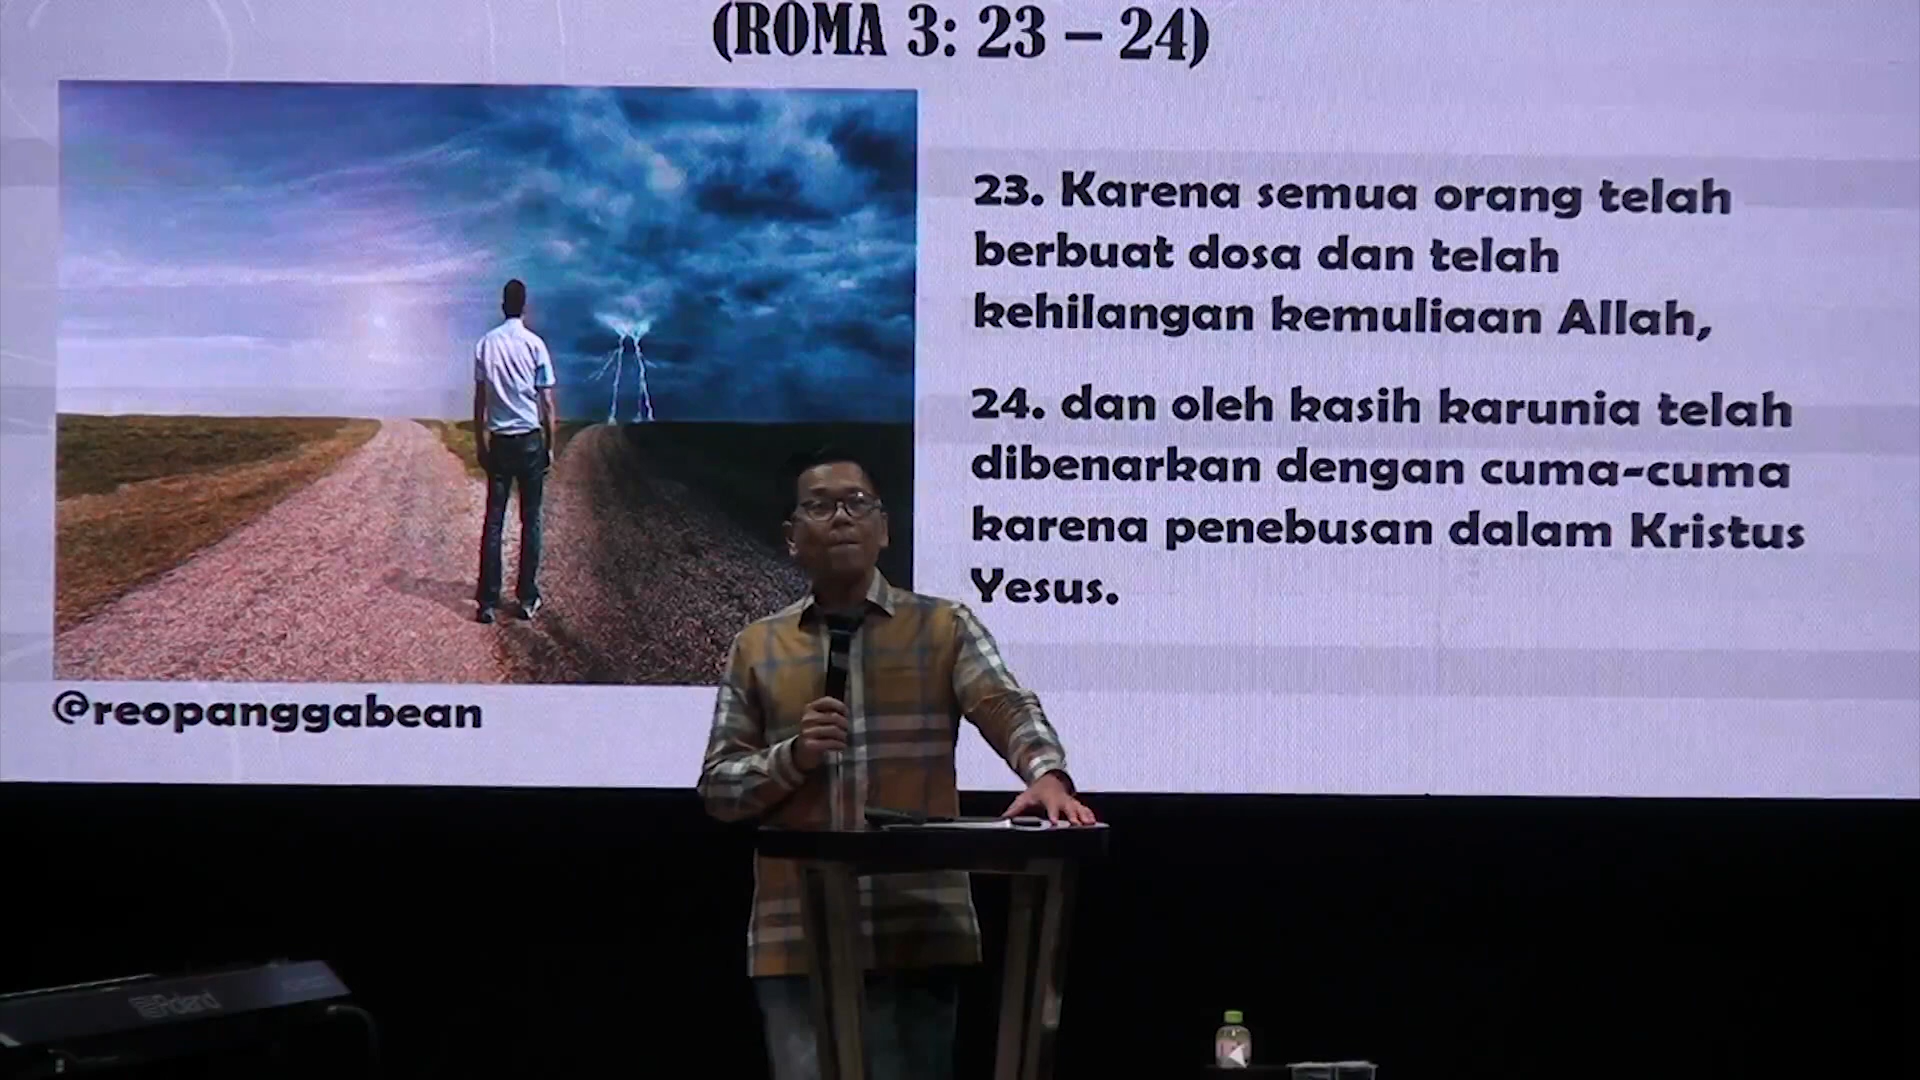 (ROMA 3: 23 – 24)
23. Karena semua orang telah
berbuat dosa dan telah
kehilangan kemuliaan Allah,
24. dan oleh kasih karunia telah
dibenarkan dengan cuma-cuma
karena penebusan dalam Kristus
Yesus.
@reopanggabean
Roland